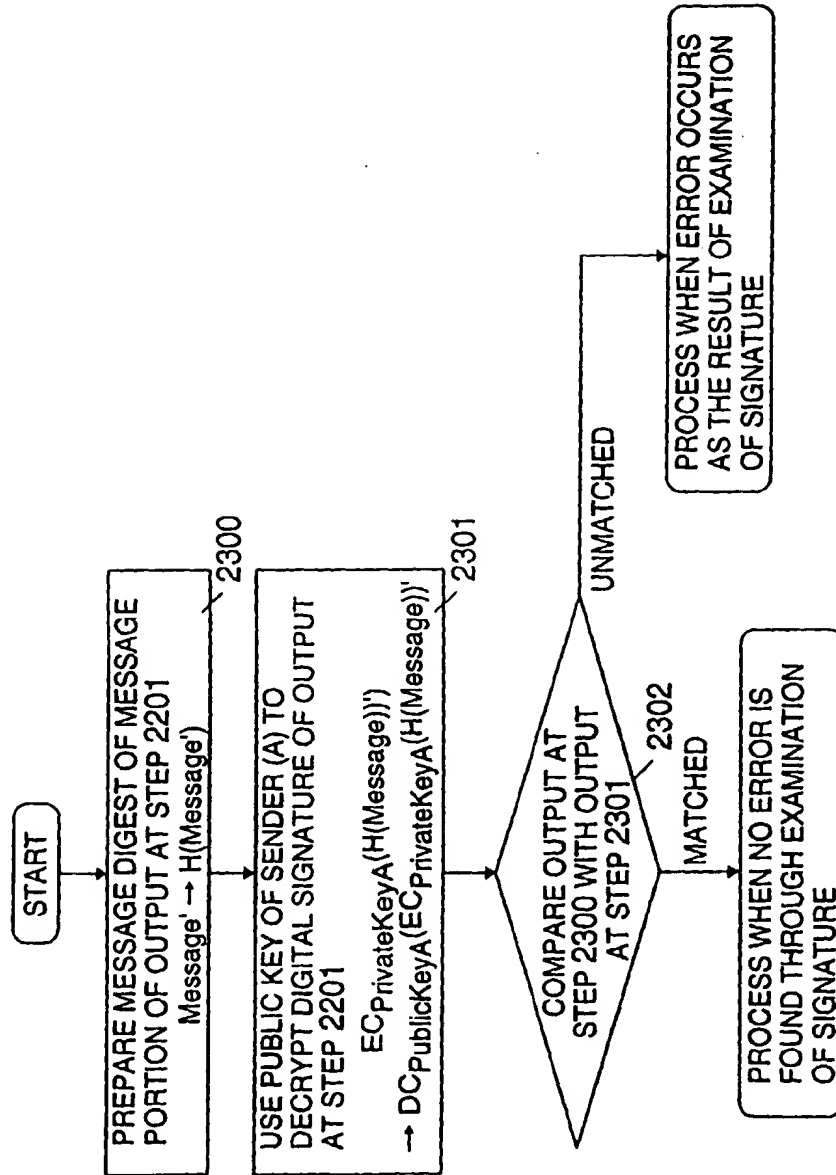 START
PREPARE MESSAGE DIGEST OF MESSAGE
PORTION OF OUTPUT AT STEP 2201
Message' → H(Message')
2300
USE PUBLIC KEY OF SENDER (A) TO
DECRYPT DIGITAL SIGNATURE OF OUTPUT
AT STEP 2201
ECPrivateKeyA(H(Message))')
→ DCPublicKeyA(ECPrivateKeyA(H(Message))'
2301
COMPARE OUTPUT AT
STEP 2300 WITH OUTPUT
AT STEP 2301
2302
UNMATCHED
MATCHED
PROCESS WHEN ERROR OCCURS
AS THE RESULT OF EXAMINATION
OF SIGNATURE
PROCESS WHEN NO ERROR IS
FOUND THROUGH EXAMINATION
OF SIGNATURE